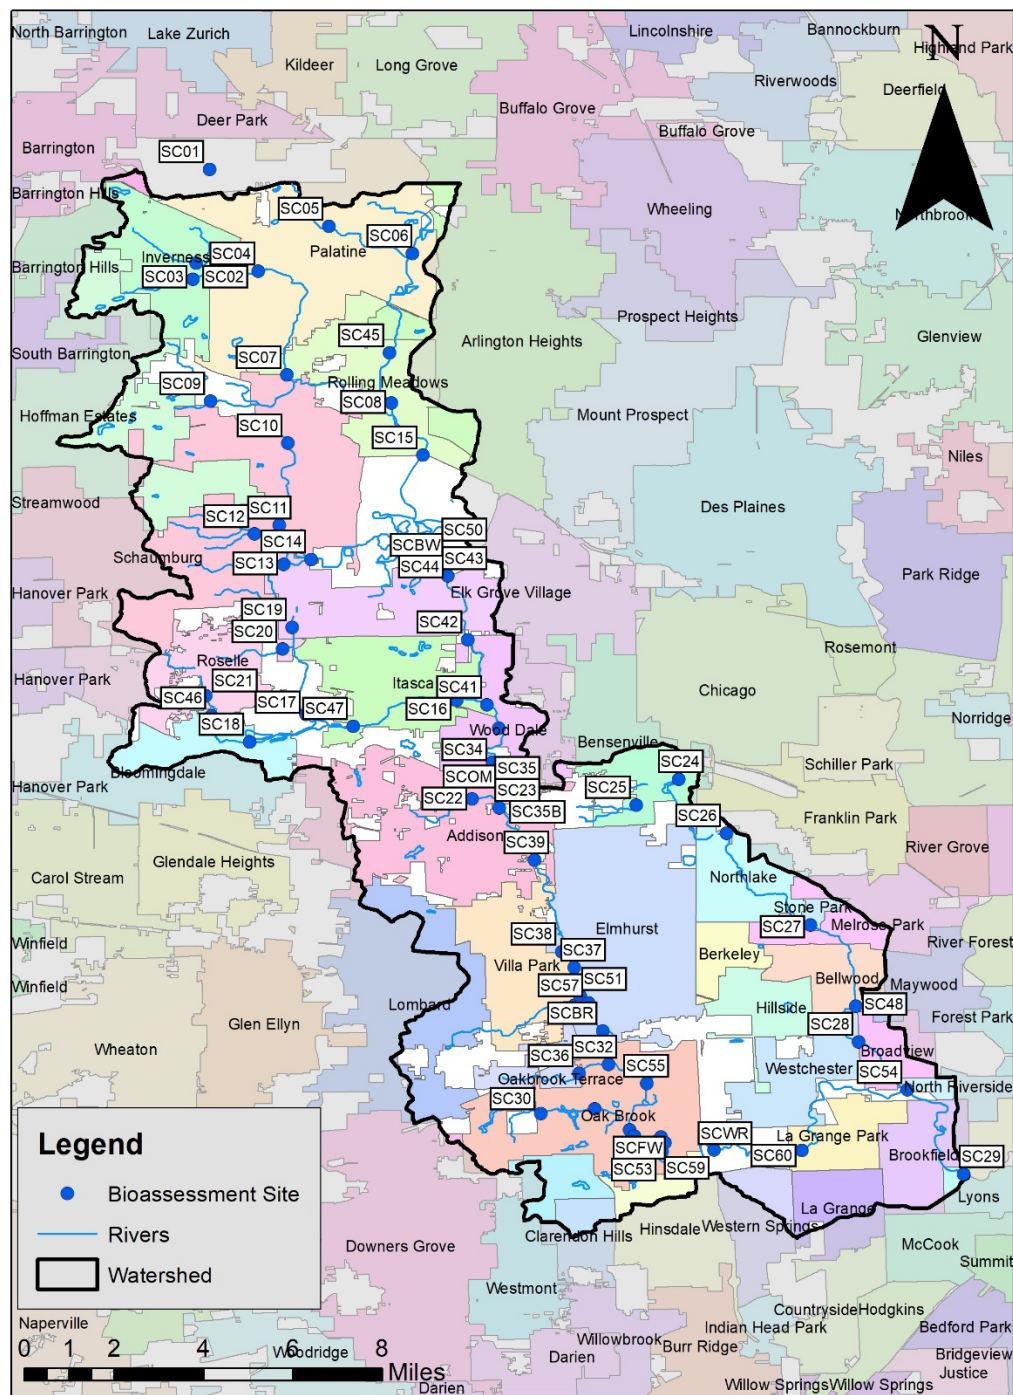 North Barrington
Lake Zurich
Lincolnshire
Bannockburn
N
Highland Park
Kildeer
Long Grove
Riverwoods
Deerfield
Buffalo Grove
Deer Park
Buffalo Grove
Barrington
SC01
Barrington Hills
Wheeling
Northbrook
SC05
Palatine
SC06
Inverness
SC04
Barrington Hills
SC03
SC02
Prospect Heights
Glenview
South Barrington
SC45
Arlington Heights
SC07
SC09
Rolling Meadows
SC08
Hoffman Estates
Mount Prospect
SC10
SC15
Niles
Streamwood
Des Plaines
SC12
SC11
SC14
SC50
SCBW
SC43
SC44
Schaumburg
SC13
Park Ridge
Hanover Park
Elk Grove Village
SC19
SC42
SC20
Rosemont
Roselle
Hanover Park
SC21
Itasca
SC41
Chicago
SC46
SC17
SC47
SC16
Norridge
SC18
Wood Dale
Bensenville
SC34
SC24
Schiller Park
Bloomingdale
SC35
Hanover Park
SCOM
SC23
SC25
SC22
SC35B
SC26
Franklin Park
Addison
River Grove
SC39
Glendale Heights
Carol Stream
Northlake
Stone Park
SC27
Melrose Park
SC38
Elmhurst
Winfield
SC37
Berkeley
River Forest
Villa Park
Bellwood
SC57
SC51
Maywood
Winfield
Lombard
SCBR
Hillside
SC48
Glen Ellyn
SC28
Forest Park
Wheaton
SC36
SC32
Broadview
SC55
Westchester
SC54
Oakbrook Terrace
North Riverside
SC30
Oak Brook
SCWR
La Grange Park
SCFW
SC60
Brookfield
SC29
SC53
SC59
Lyons
La Grange
Hinsdale
Western Springs
Clarendon Hills
Downers Grove
McCook
Summit
Westmont
Countryside
Hodgkins
Indian Head Park
Bedford Park
Willowbrook
Burr Ridge
Darien
Bridgeview
Justice
Willow Springs
Willow Springs
Darien
Woodridge
Naperville
Legend
Bioassessment Site
Rivers
Watershed
0 1 2 4 6 8
Miles